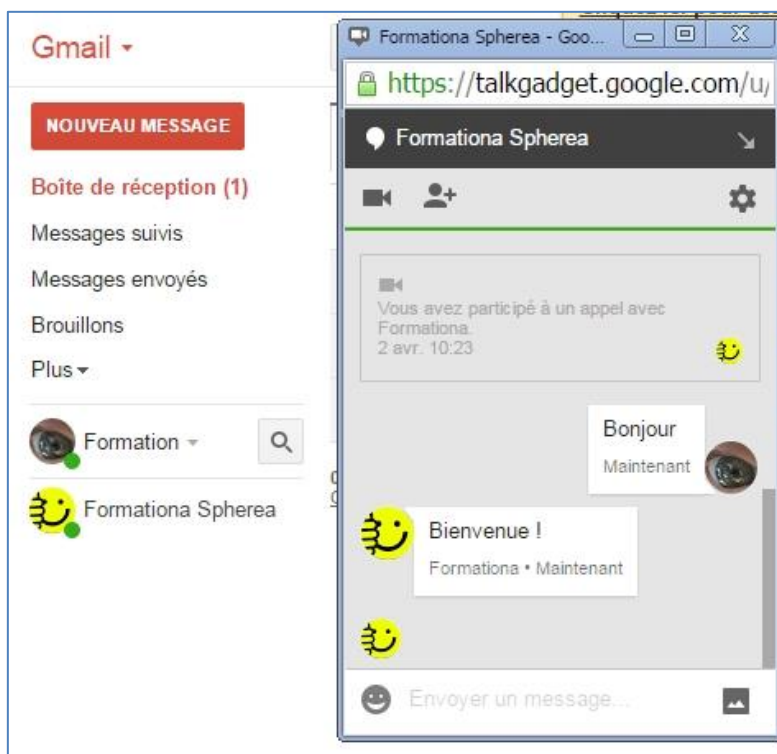 Gmail
NOUVEAU MESSAGE
Boîte de réception (1)
Messages suivis
Messages envoyés
Brouillons
Plus
Formation
Formationa Spherea
Formationa Spherea - Goo...
https://talkgadget.google.com/u/
Formationa Spherea
Vous avez participé à un appel avec
Formationa.
2 avr. 10:23
Bonjour
Maintenant
Bienvenue !
Formationa • Maintenant
Envoyer un message...